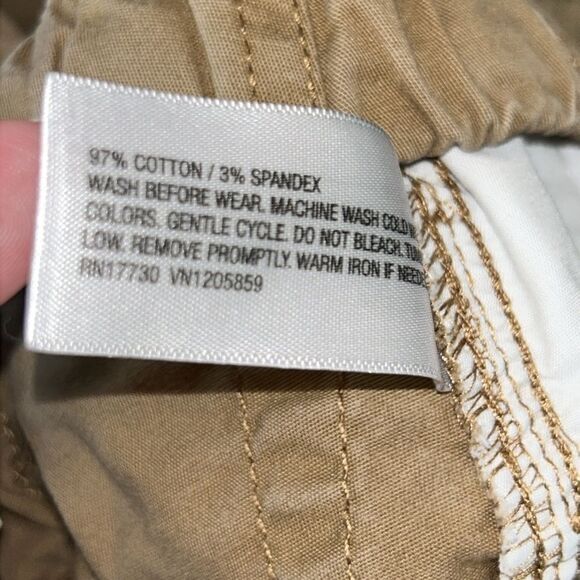 97% COTTON / 3% SPANDEX
WASH BEFORE WEAR. MACHINE WASH COLD
COLORS. GENTLE CYCLE. DO NOT BLEACH.
LOW. REMOVE PROMPTLY. WARM IRON IF
RN17730 VN1205859